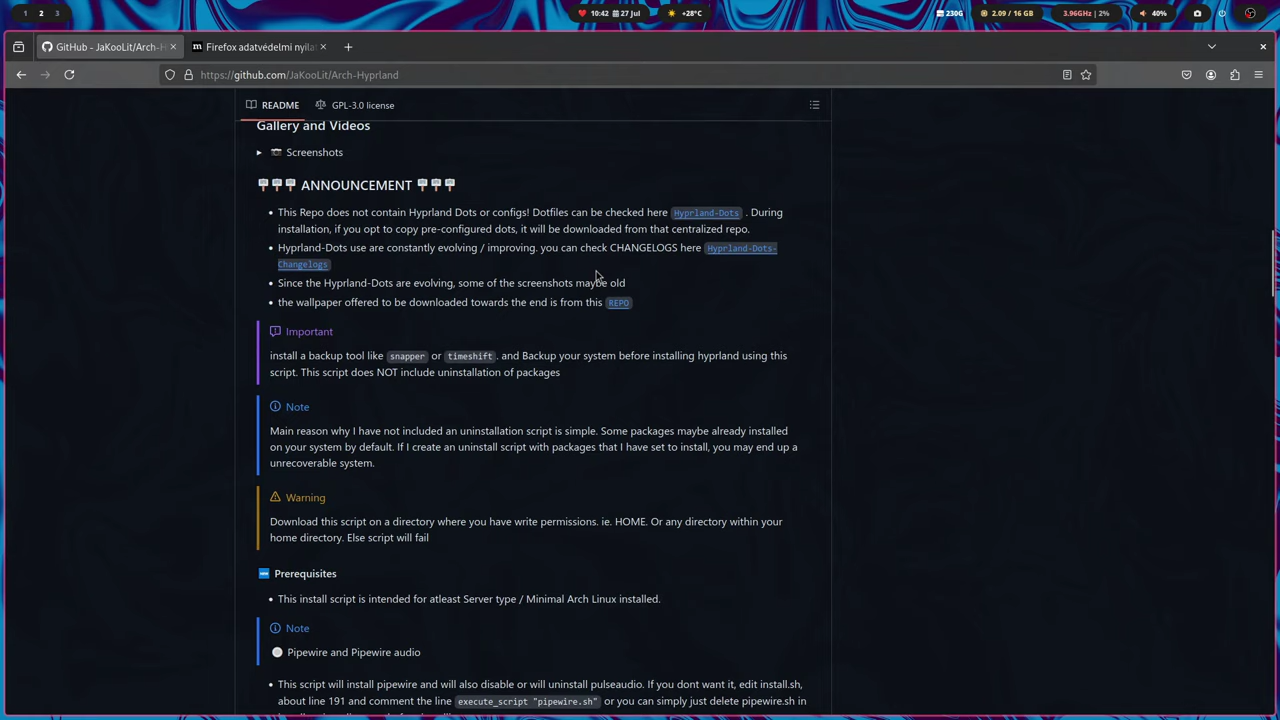 1 2 3
10:42 27 Jul
+28°C
230G
2.09 / 16 GB
3.96GHz | 2%
40%
GitHub - JaKooLit/Arch-H
Firefox adatvédelmi nyila
https://github.com/JaKooLit/Arch-Hyprland
README
GPL-3.0 license
Gallery and Videos
Screenshots
ANNOUNCEMENT
This Repo does not contain Hyprland Dots or configs! Dotfiles can be checked here Hyprland-Dots . During
installation, if you opt to copy pre-configured dots, it will be downloaded from that centralized repo.
Hyprland-Dots use are constantly evolving / improving. you can check CHANGELOGS here Hyprland-Dots-
Changelogs
Since the Hyprland-Dots are evolving, some of the screenshots maybe old
the wallpaper offered to be downloaded towards the end is from this REPO
Important
install a backup tool like snapper or timeshift. and Backup your system before installing hyprland using this
script. This script does NOT include uninstallation of packages
Note
Main reason why I have not included an uninstallation script is simple. Some packages maybe already installed
on your system by default. If I create an uninstall script with packages that I have set to install, you may end up a
unrecoverable system.
Warning
Download this script on a directory where you have write permissions. ie. HOME. Or any directory within your
home directory. Else script will fail
Prerequisites
This install script is intended for atleast Server type / Minimal Arch Linux installed.
Note
Pipewire and Pipewire audio
This script will install pipewire and will also disable or will uninstall pulseaudio. If you dont want it, edit install.sh,
about line 191 and comment the line execute_script "pipewire.sh" or you can simply just delete pipewire.sh in